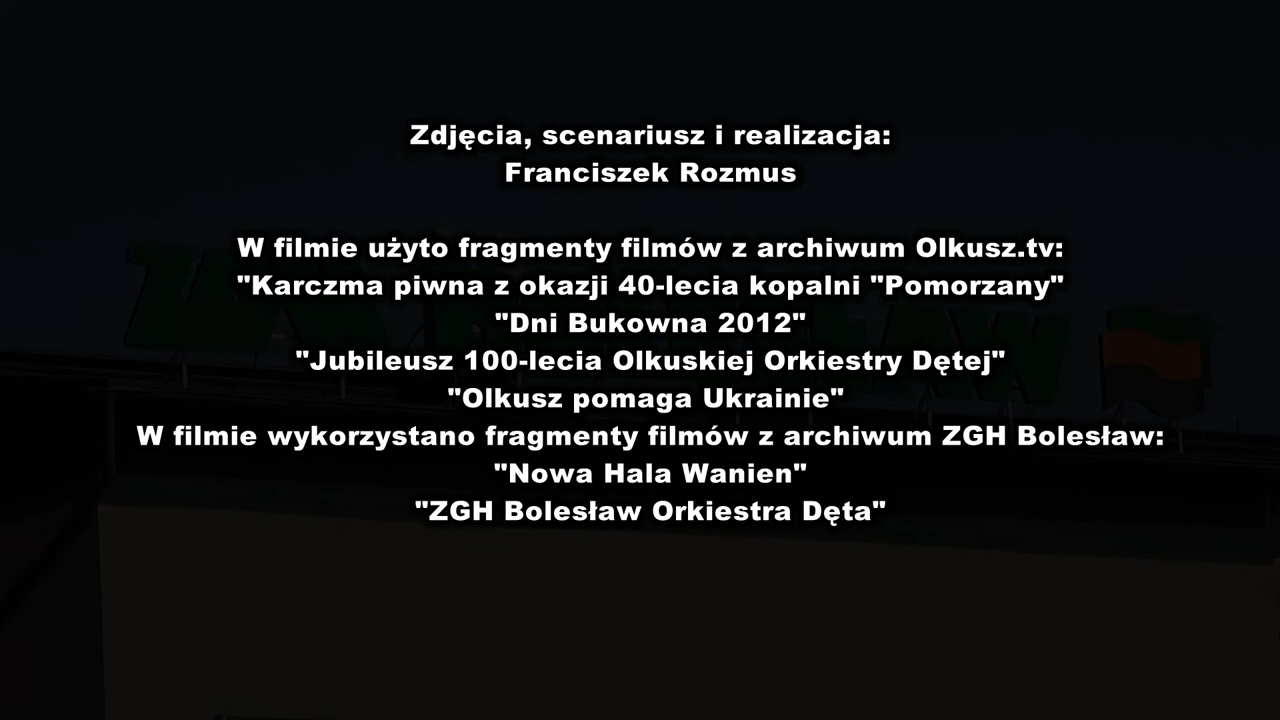 Zdjęcia, scenariusz i realizacja:
Franciszek Rozmus
W filmie użyto fragmenty filmów z archiwum Olkusz.tv:
"Karczma piwna z okazji 40-lecia kopalni "Pomorzany"
"Dni Bukowna 2012"
"Jubileusz 100-lecia Olkuskiej Orkiestry Dętej"
"Olkusz pomaga Ukrainie"
W filmie wykorzystano fragmenty filmów z archiwum ZGH Bolesław:
"Nowa Hala Wanien"
"ZGH Bolesław Orkiestra Dęta"